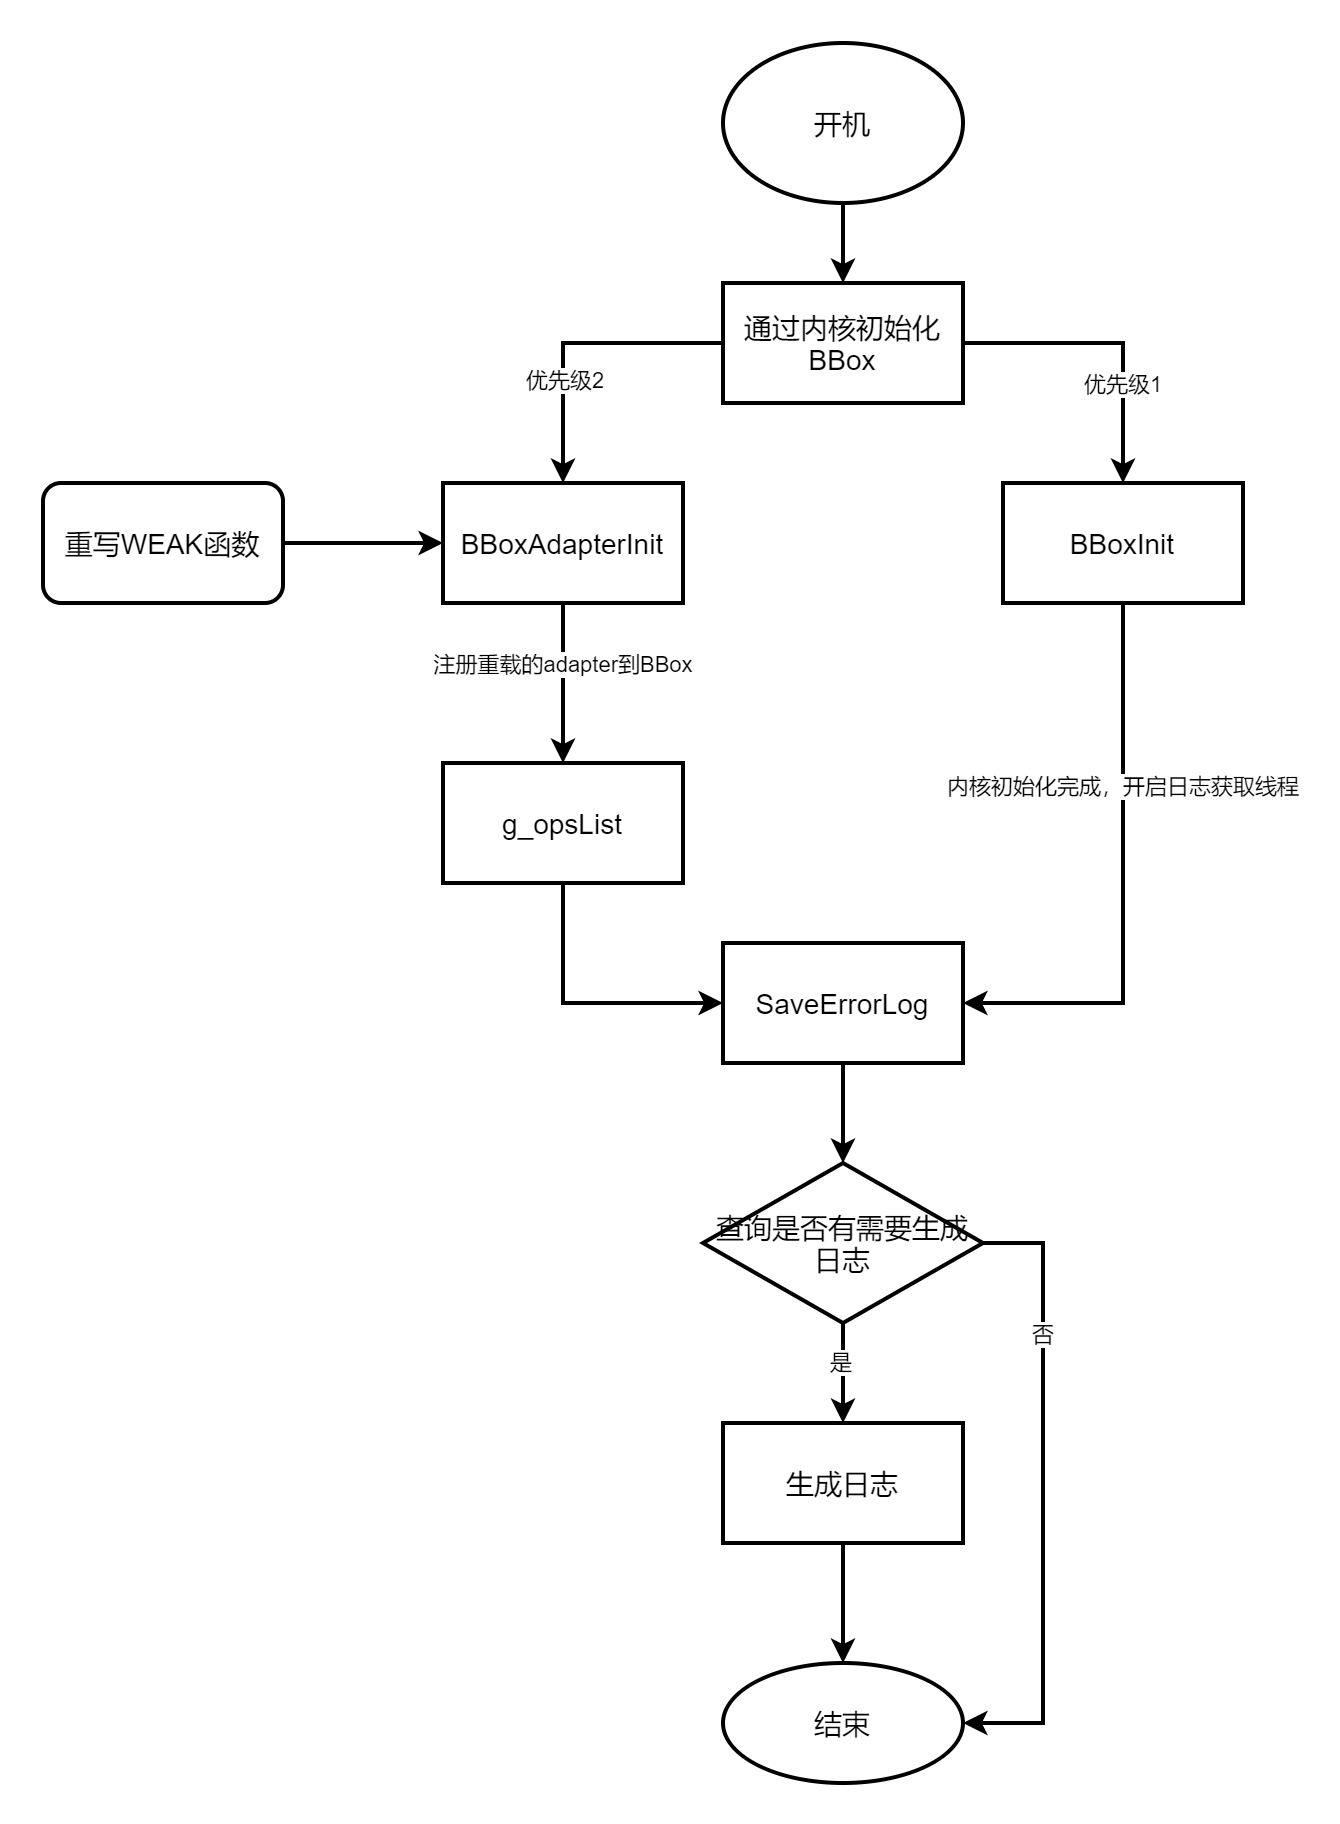 开机
通过内核初始化
BBox
优先级2
优先级1
重写WEAK函数
BBoxAdapterInit
BBoxInit
注册重载的adapter到BBox
内核初始化完成，开启日志获取线程
g_opsList
SaveErrorLog
查询是否有需要生成
日志
否
是
生成日志
结束